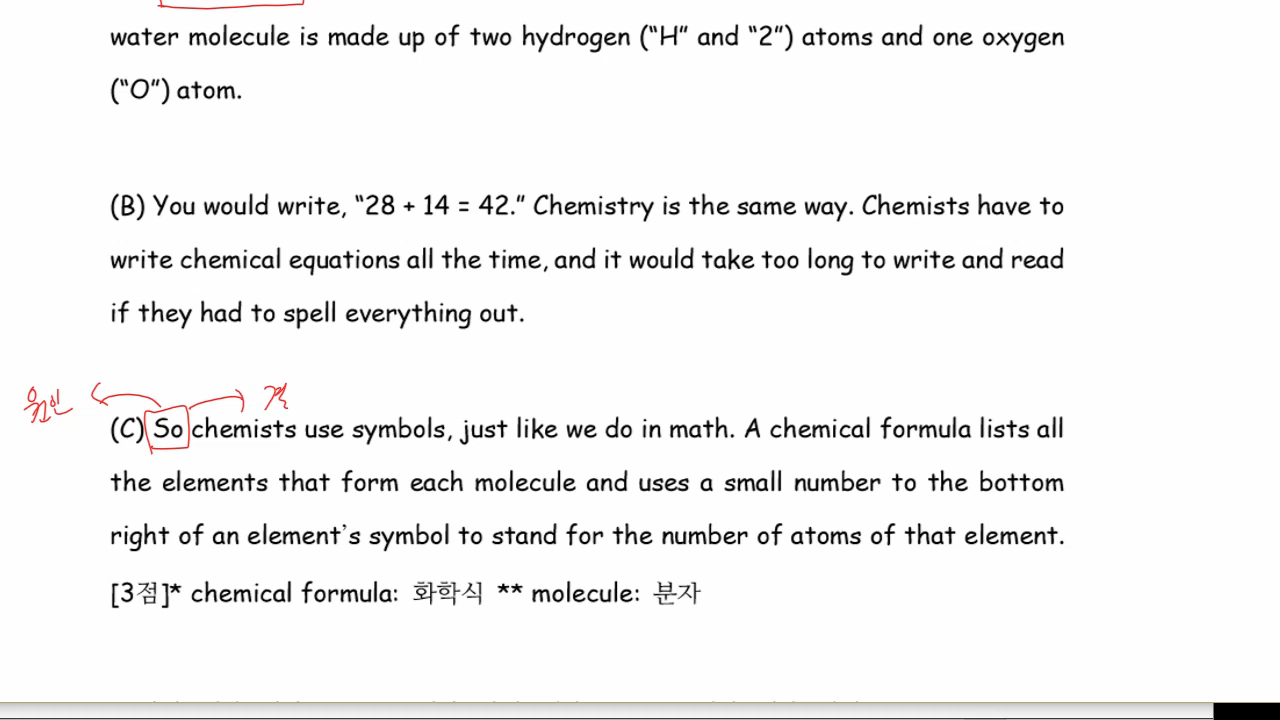 water molecule is made up of two hydrogen (“H” and “2”) atoms and one oxygen
(“O”) atom.
(B) You would write, “28 + 14 = 42.” Chemistry is the same way. Chemists have to
write chemical equations all the time, and it would take too long to write and read
if they had to spell everything out.
원인
(C) So chemists use symbols, just like we do in math. A chemical formula lists all
the elements that form each molecule and uses a small number to the bottom
right of an element’s symbol to stand for the number of atoms of that element.
[3점]* chemical formula: 화학식 ** molecule: 분자